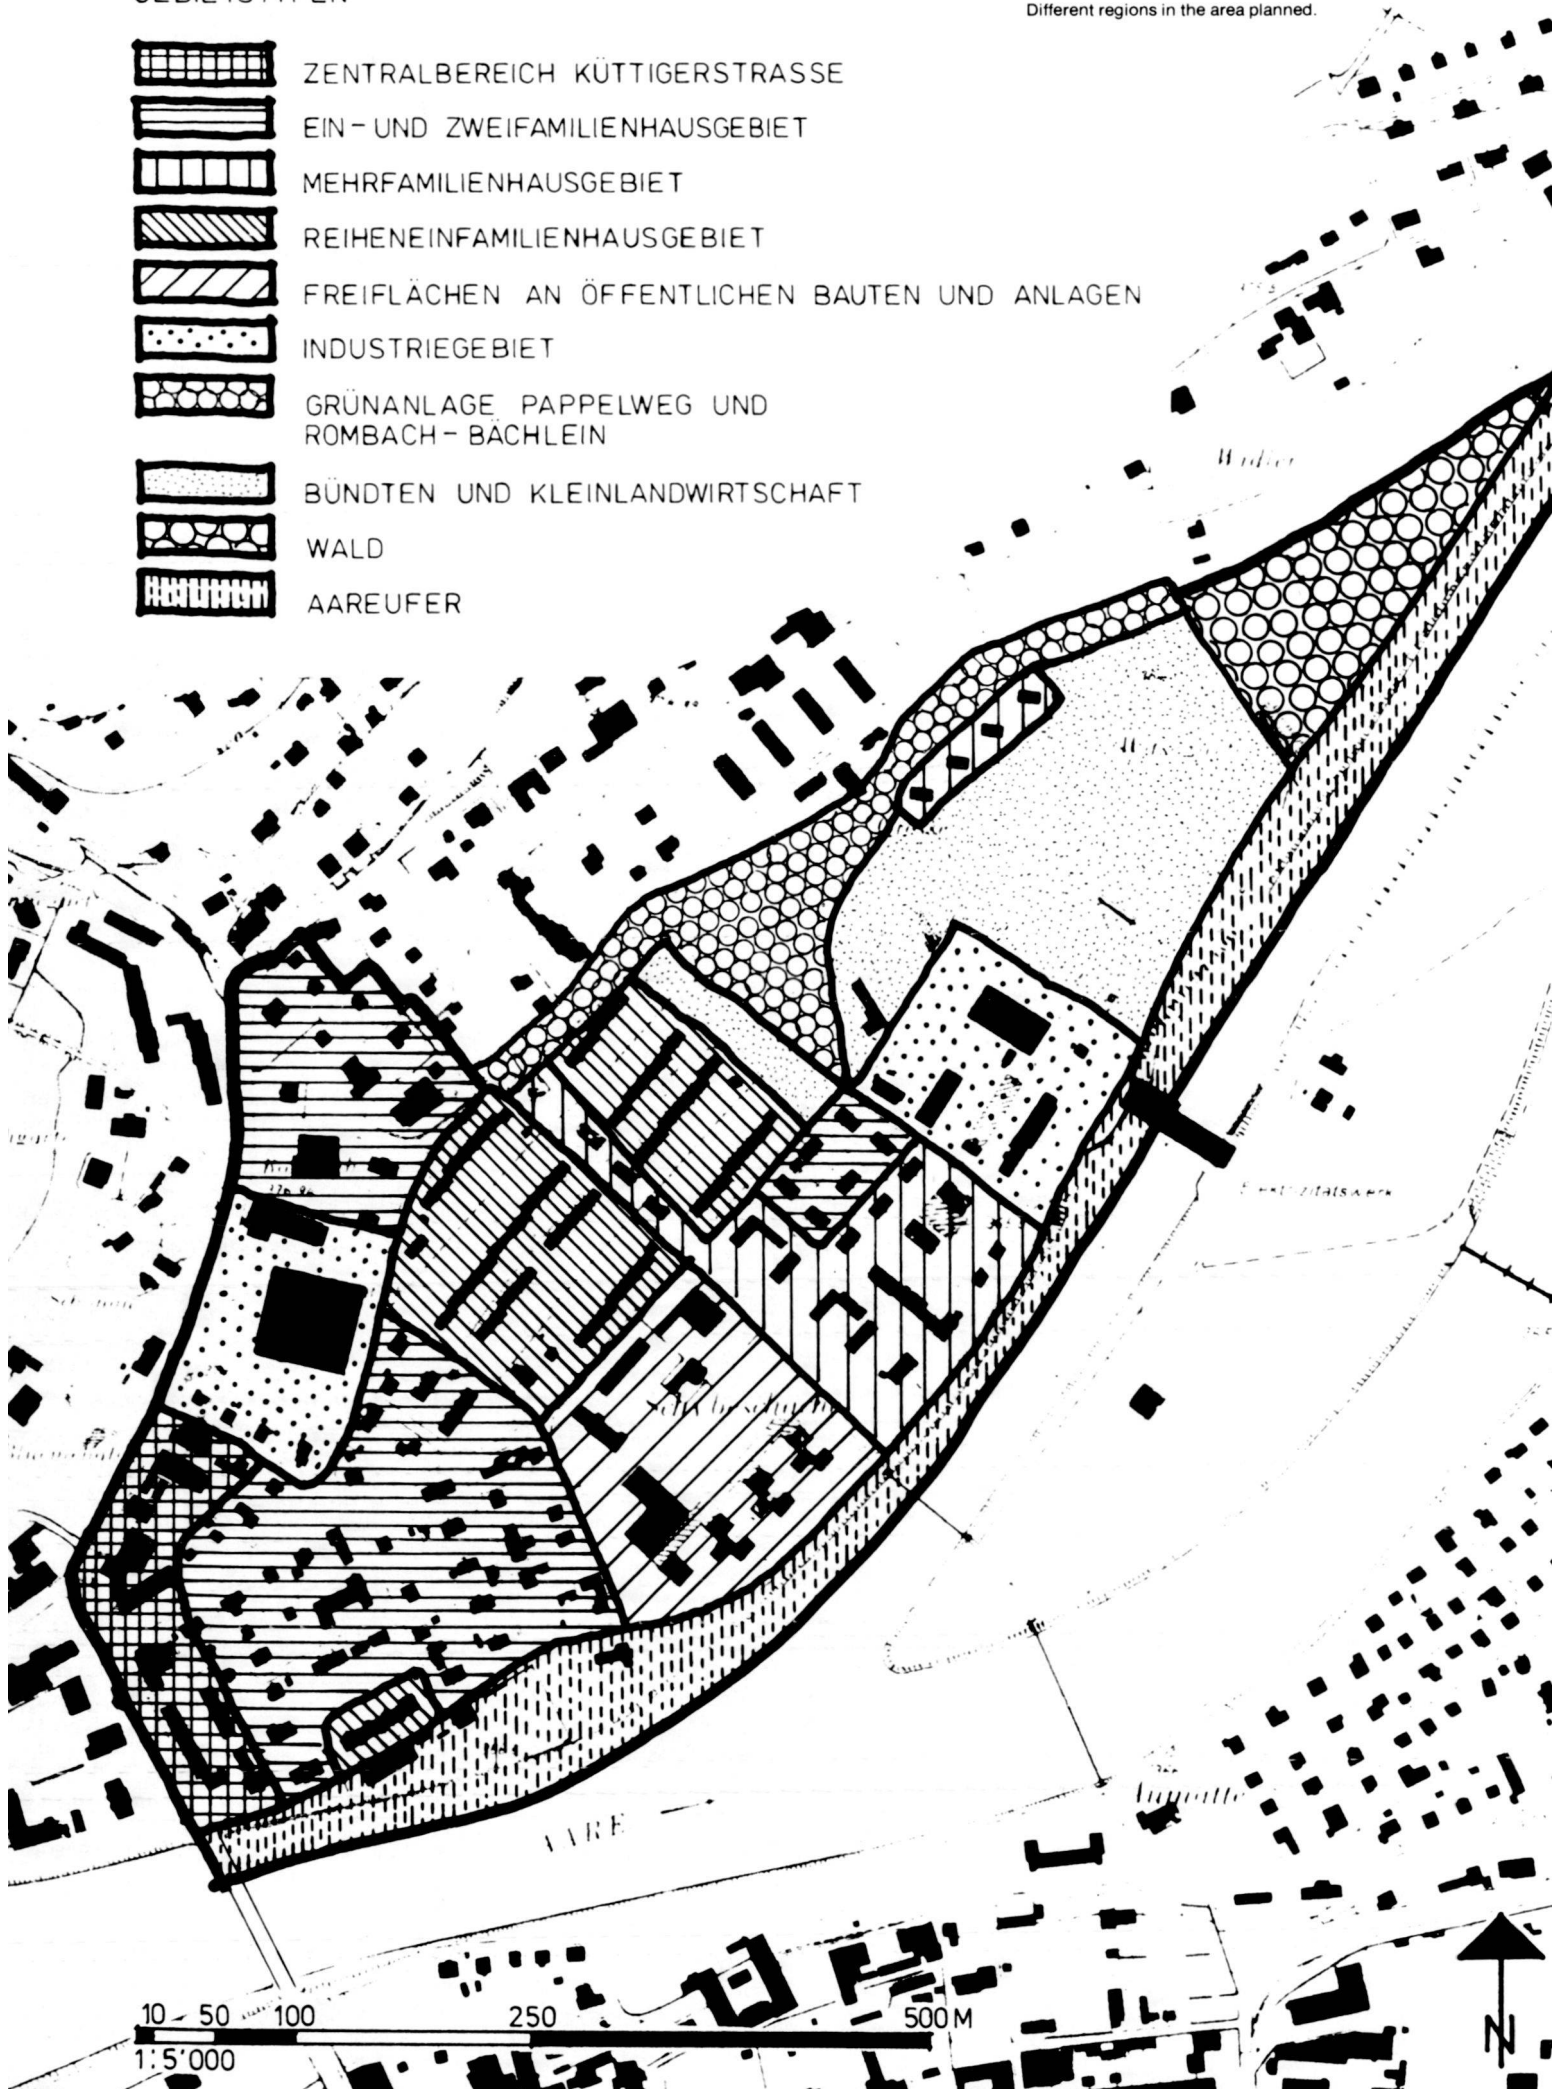 Different regions in the area planned.
ZENTRALBEREICH KÜTTIGERSTRASSE
EIN-UND ZWEIFAMILIENHAUSGEBIET
MEHRFAMILIENHAUSGEBIET
REIHENEINFAMILIENHAUSGEBIET
FREIFLÄCHEN AN ÖFFENTLICHEN BAUTEN UND ANLAGEN
INDUSTRIEGEBIET
GRÜNANLAGE PAPPELWEG UND
ROMBACH-BÄCHLEIN
BÜNDTEN UND KLEINLANDWIRTSCHAFT
WALD
AAREUFER
Elektrizitätswerk
AARE
10 50 100 250 500M
1:5'000
N